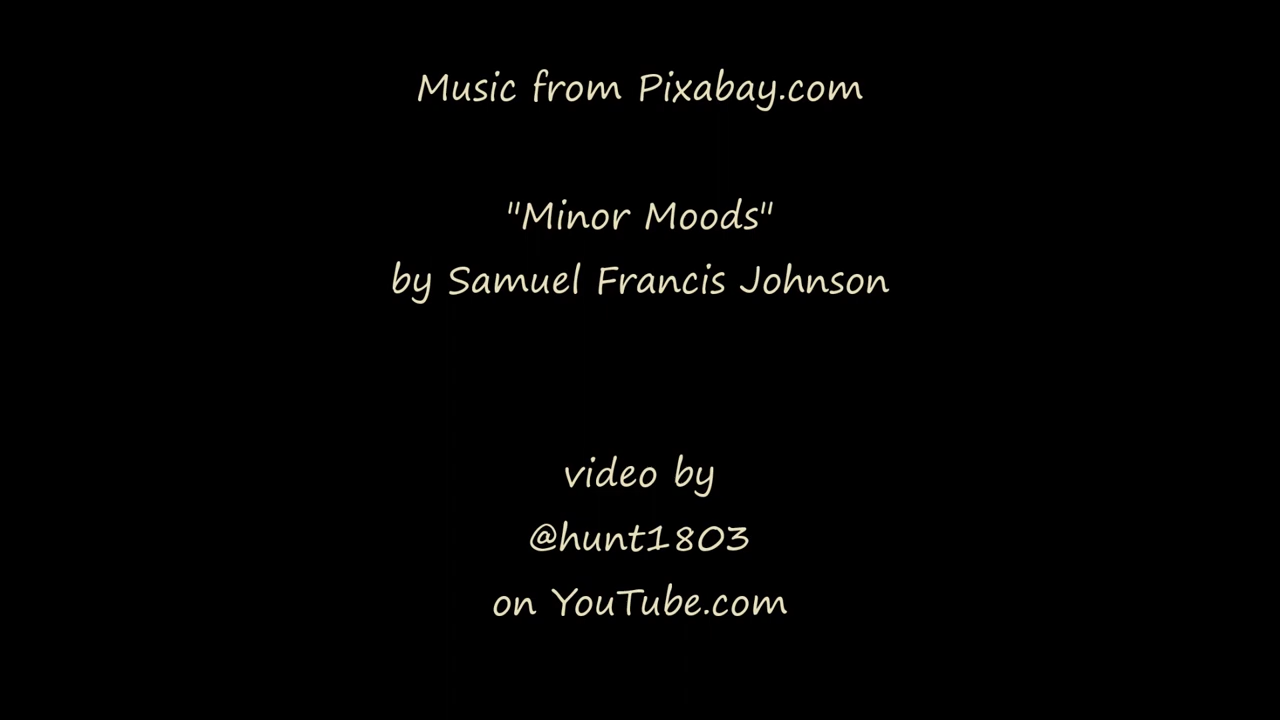 Music from Pixabay.com
"Minor Moods"
by Samuel Francis Johnson
video by
@hunt1803
on YouTube.com